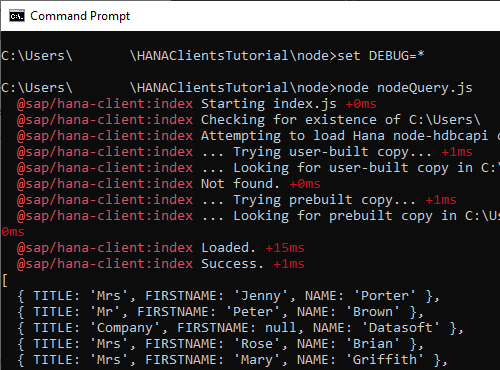 Command Prompt
C:\Users\ \HANAClientsTutorial\node>set DEBUG=*
C:\Users\ \HANAClientsTutorial\node>node nodeQuery.js
@sap/hana-client:index Starting index.js +0ms
@sap/hana-client:index Checking for existence of C:\Users\
@sap/hana-client:index Attempting to load Hana node-hdbcapi
@sap/hana-client:index ... Trying user-built copy... +1ms
@sap/hana-client:index ... Looking for user-built copy in C:\
@sap/hana-client:index Not found. +0ms
@sap/hana-client:index ... Trying prebuilt copy... +1ms
@sap/hana-client:index ... Looking for prebuilt copy in C:\Us
0ms
@sap/hana-client:index Loaded. +15ms
@sap/hana-client:index Success. +1ms
[
{ TITLE: 'Mrs', FIRSTNAME: 'Jenny', NAME: 'Porter' },
{ TITLE: 'Mr', FIRSTNAME: 'Peter', NAME: 'Brown' },
{ TITLE: 'Company', FIRSTNAME: null, NAME: 'Datasoft' },
{ TITLE: 'Mrs', FIRSTNAME: 'Rose', NAME: 'Brian' },
{ TITLE: 'Mrs', FIRSTNAME: 'Mary', NAME: 'Griffith' },